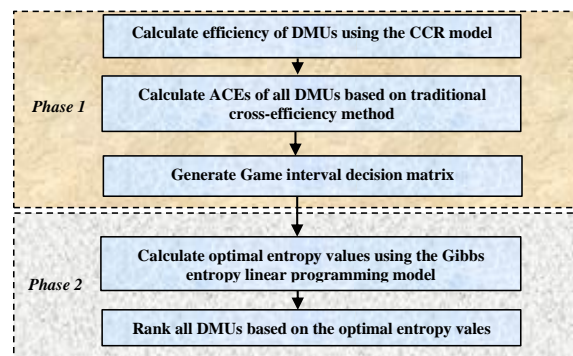 Calculate efficiency of DMUs using the CCR model
Phase 1
Calculate ACEs of all DMUs based on traditional
cross-efficiency method
Generate Game interval decision matrix
Calculate optimal entropy values using the Gibbs
entropy linear programming model
Phase 2
Rank all DMUs based on the optimal entropy vales